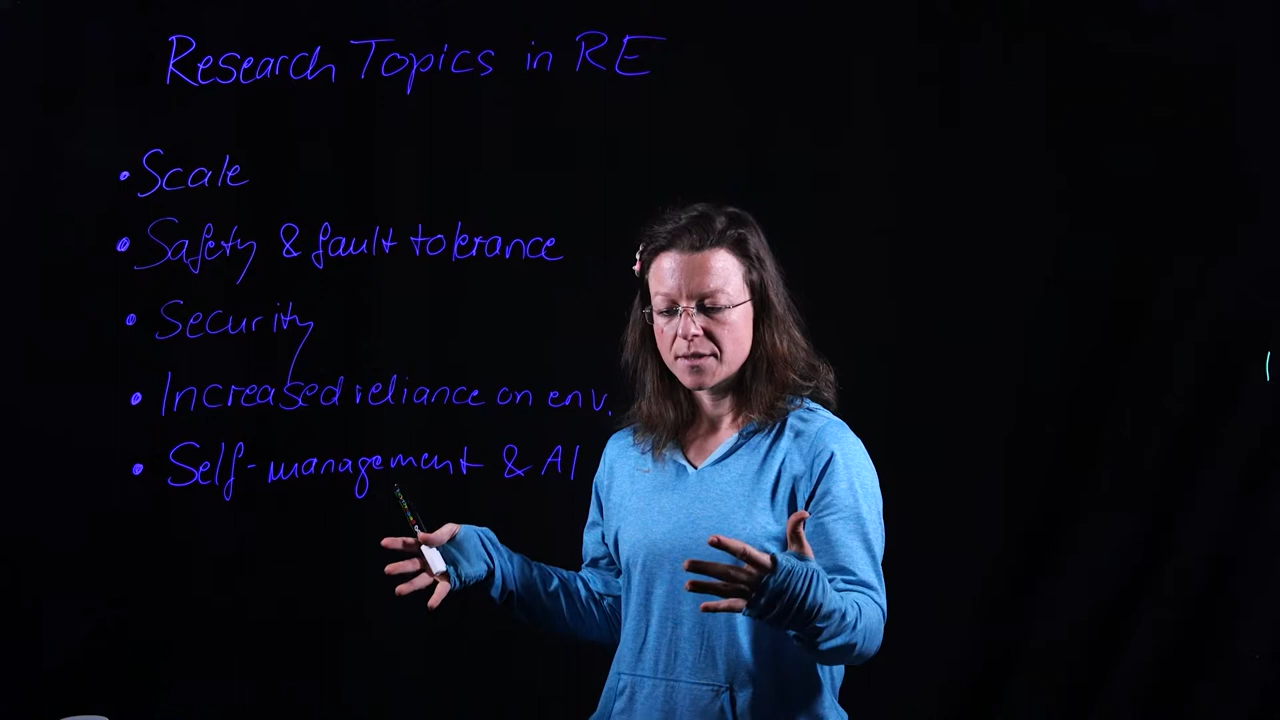 Research Topics in RE
• Scale
• Safety & fault tolerance
• Security
• Increased reliance on env.
• Self-management & AI